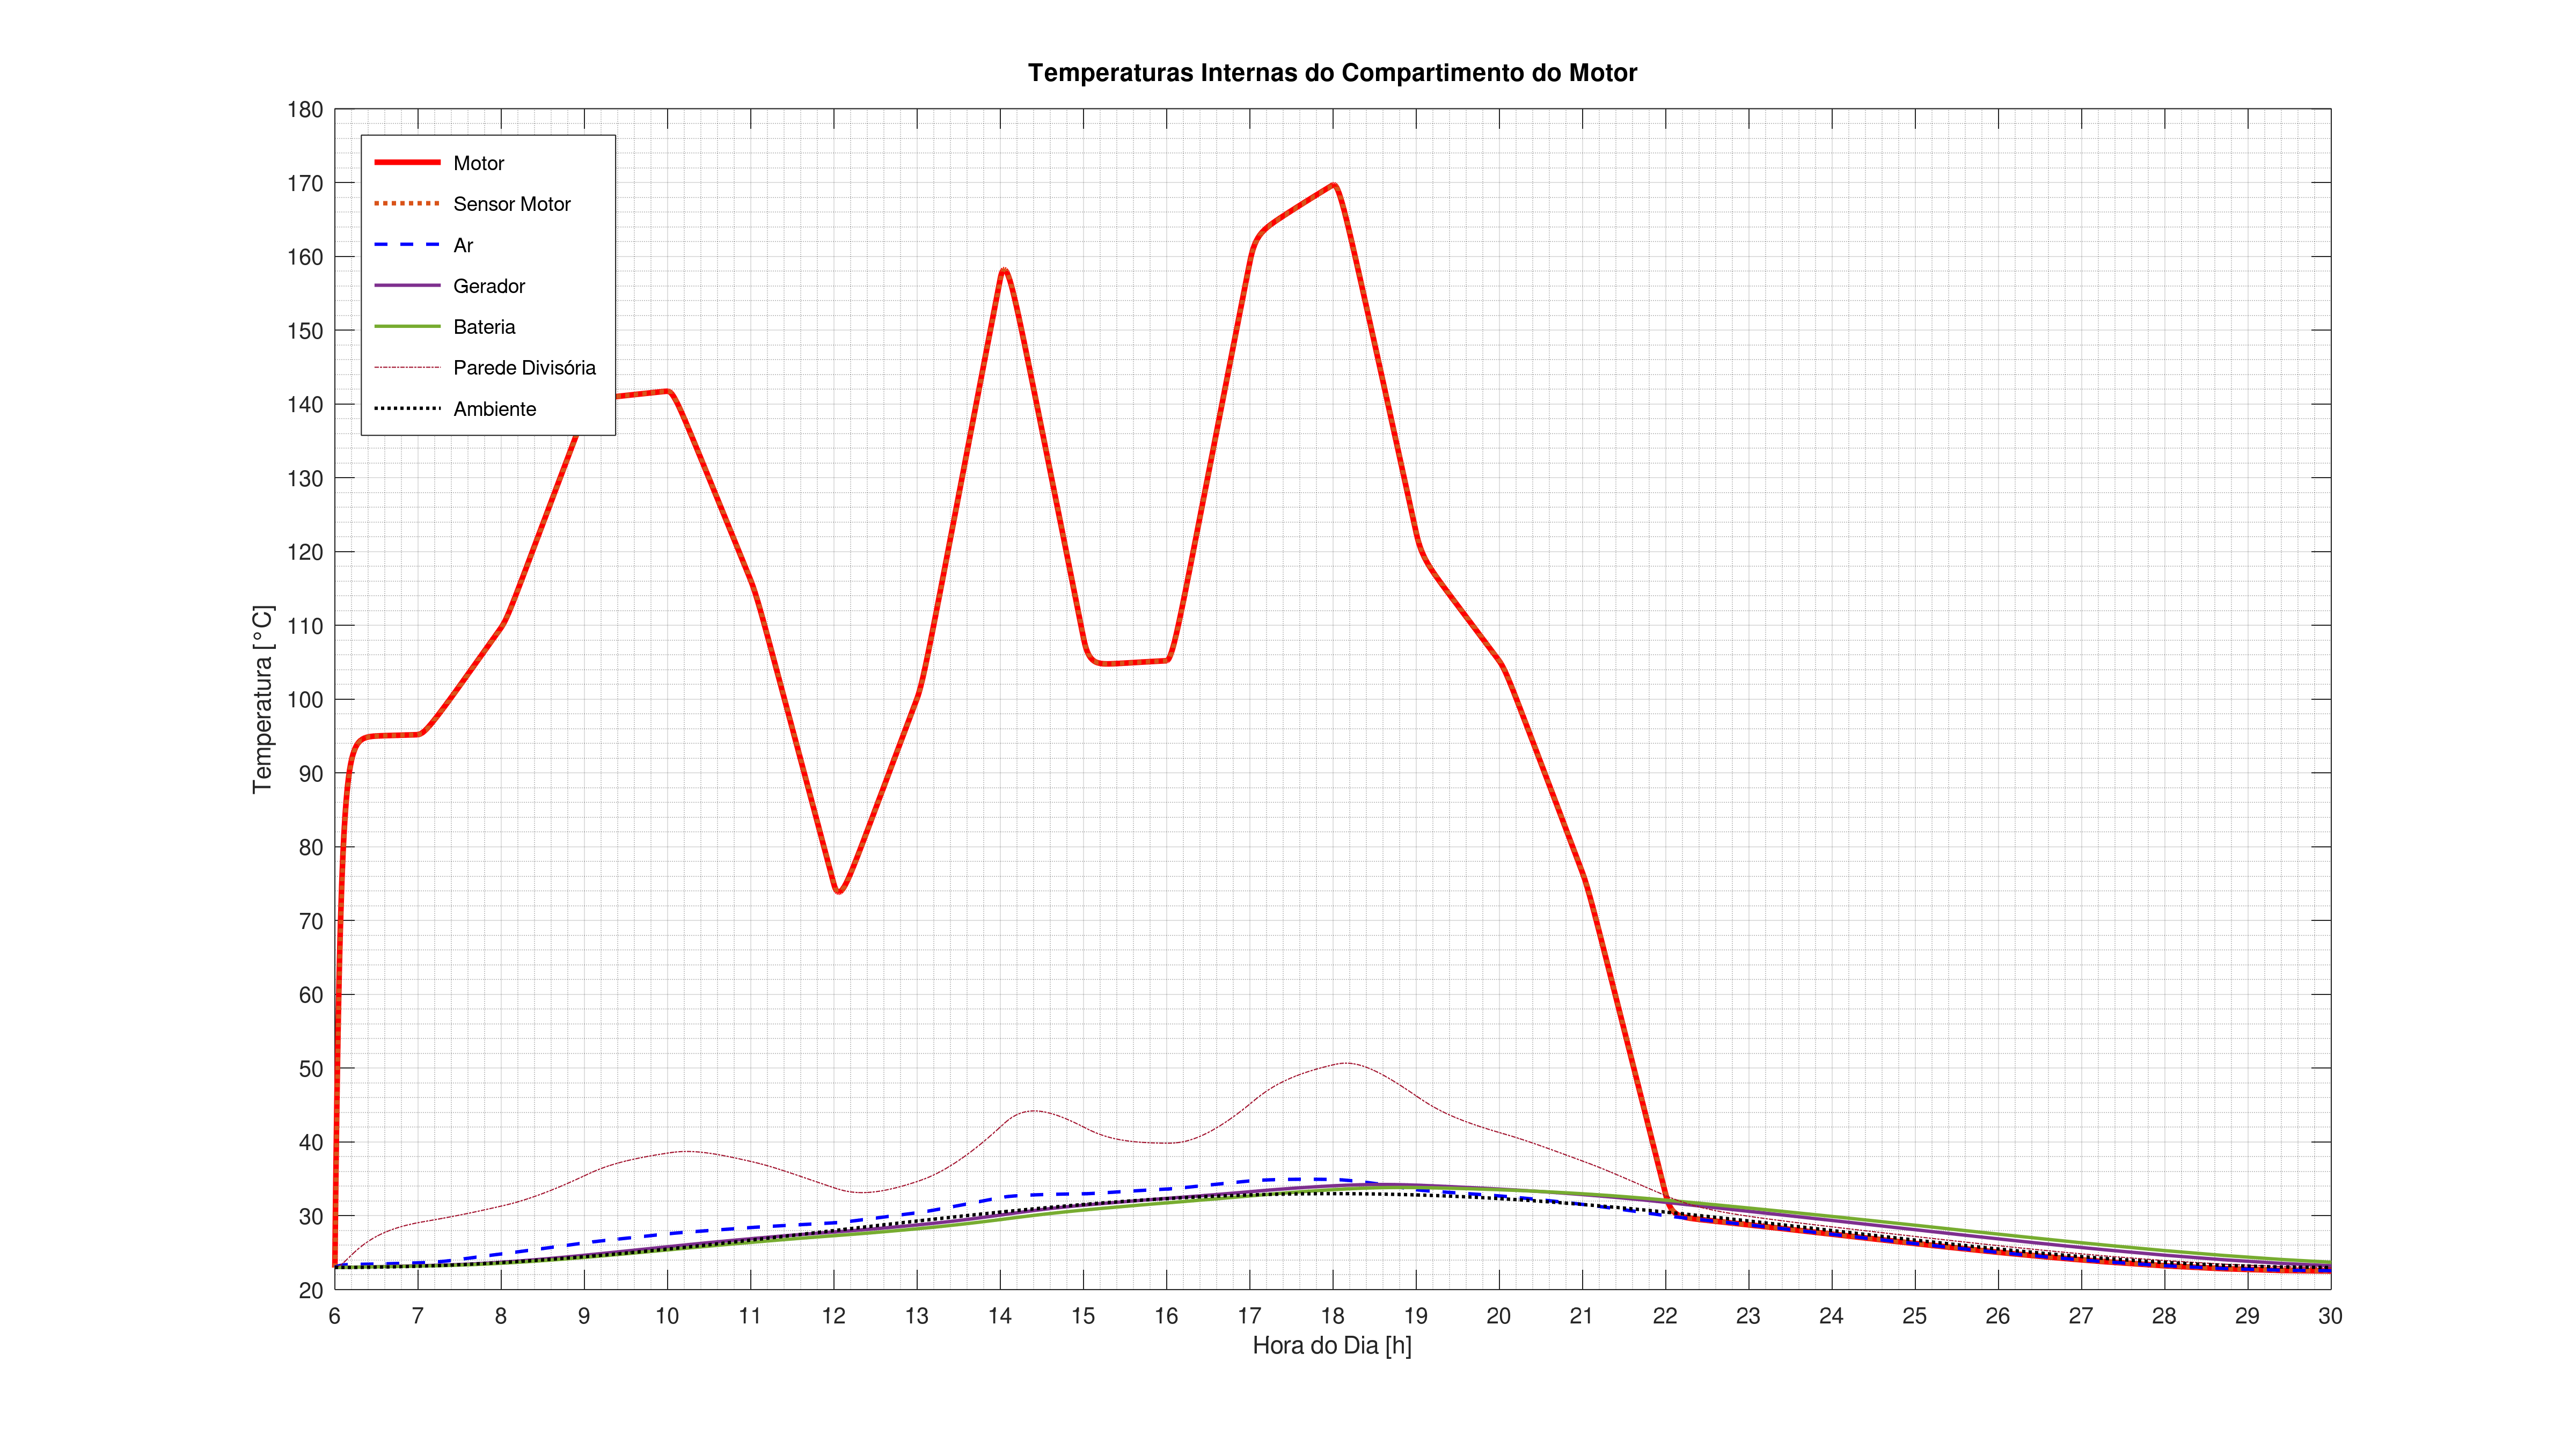 Temperaturas Internas do Compartimento do Motor
180
170
160
150
140
130
120
110
100
90
80
70
60
50
40
30
20
Temperatura [°C]
Motor
Sensor Motor
Ar
Gerador
Bateria
Parede Divisória
Ambiente
6 7 8 9 10 11 12 13 14 15 16 17 18 19 20 21 22 23 24 25 26 27 28 29 30
Hora do Dia [h]